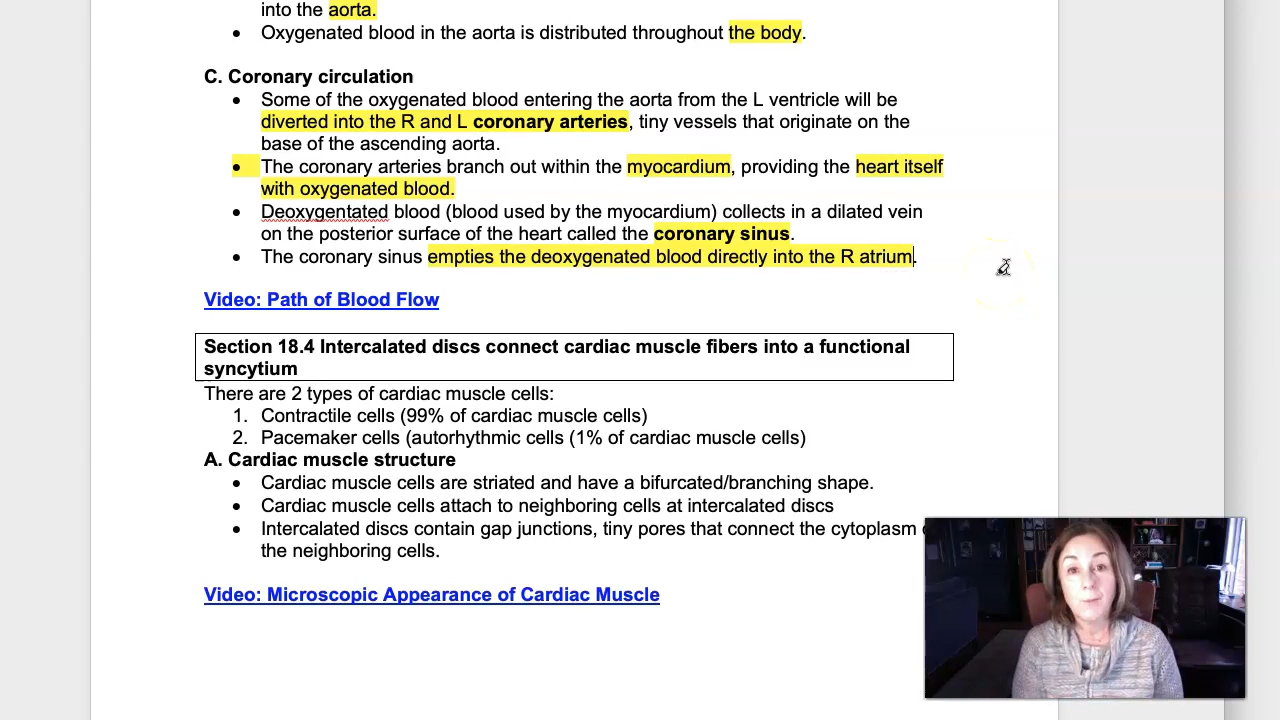 into the aorta.
• Oxygenated blood in the aorta is distributed throughout the body.
C. Coronary circulation
• Some of the oxygenated blood entering the aorta from the L ventricle will be
diverted into the R and L coronary arteries, tiny vessels that originate on the
base of the ascending aorta.
• The coronary arteries branch out within the myocardium, providing the heart itself
with oxygenated blood.
• Deoxygentated blood (blood used by the myocardium) collects in a dilated vein
on the posterior surface of the heart called the coronary sinus.
• The coronary sinus empties the deoxygenated blood directly into the R atrium.
Video: Path of Blood Flow
Section 18.4 Intercalated discs connect cardiac muscle fibers into a functional
syncytium
There are 2 types of cardiac muscle cells:
1. Contractile cells (99% of cardiac muscle cells)
2. Pacemaker cells (autorhythmic cells (1% of cardiac muscle cells)
A. Cardiac muscle structure
• Cardiac muscle cells are striated and have a bifurcated/branching shape.
• Cardiac muscle cells attach to neighboring cells at intercalated discs
• Intercalated discs contain gap junctions, tiny pores that connect the cytoplasm
the neighboring cells.
Video: Microscopic Appearance of Cardiac Muscle